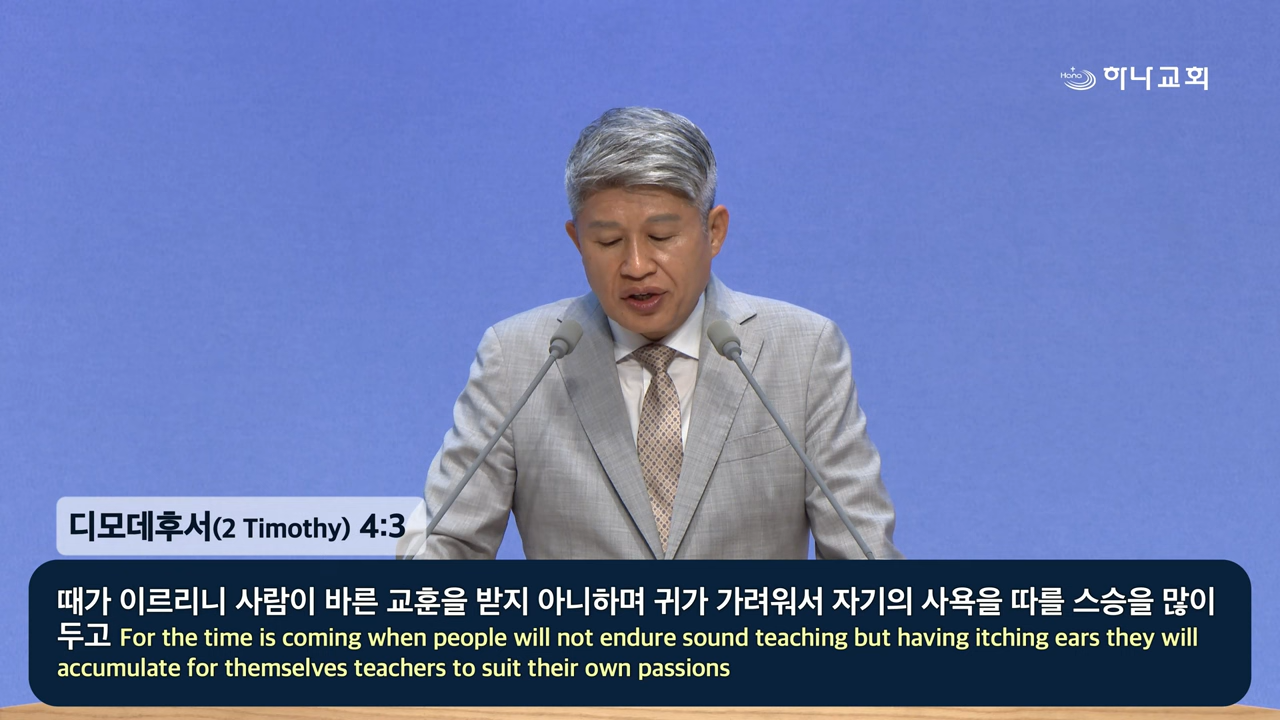 Hana 하나교회
디모데후서(2 Timothy) 4:3
때가 이르리니 사람이 바른 교훈을 받지 아니하며 귀가 가려워서 자기의 사욕을 따를 스승을 많이
두고 For the time is coming when people will not endure sound teaching but having itching ears they will
accumulate for themselves teachers to suit their own passions